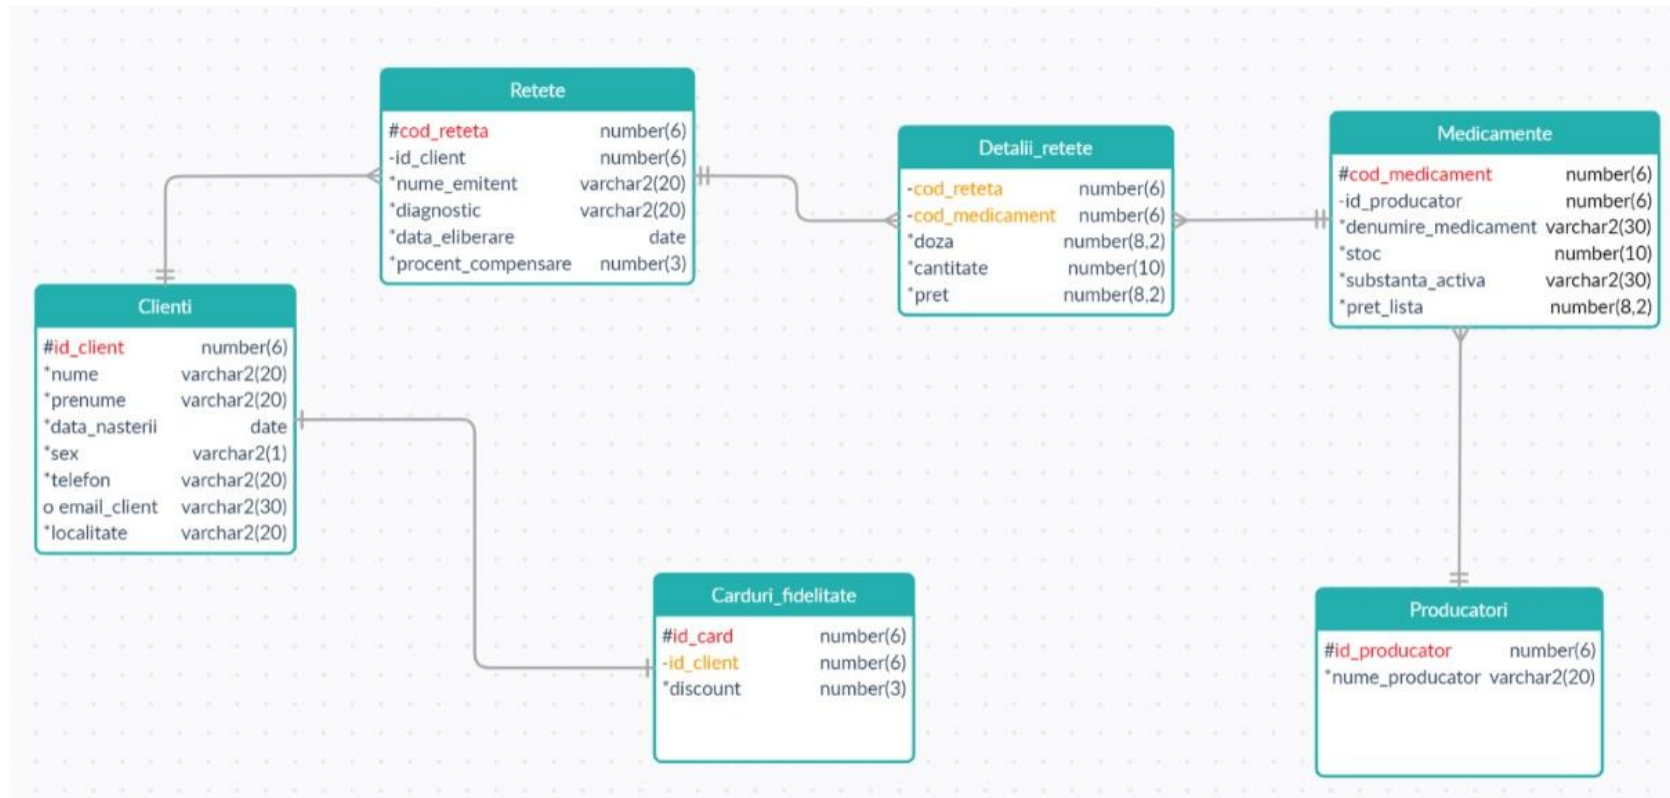 Retete
#cod_reteta number(6)
-id_client number(6)
*nume_emitent varchar2(20)
*diagnostic varchar2(20)
*data_eliberare date
*procent_compensare number(3)
Detalii_retete
-cod_reteta number(6)
-cod_medicament number(6)
*doza number(8,2)
*cantitate number(10)
*pret number(8,2)
Medicamente
#cod_medicament number(6)
-id_producator number(6)
*denumire_medicament varchar2(30)
*stoc number(10)
*substanta_activa varchar2(30)
*pret_lista number(8,2)
Clienti
#id_client number(6)
*nume varchar2(20)
*prenume varchar2(20)
*data_nasterii date
*sex varchar2(1)
*telefon varchar2(20)
o email_client varchar2(30)
*localitate varchar2(20)
Carduri_fidelitate
#id_card number(6)
-id_client number(6)
*discount number(3)
Producatori
#id_producator number(6)
*nume_producator varchar2(20)